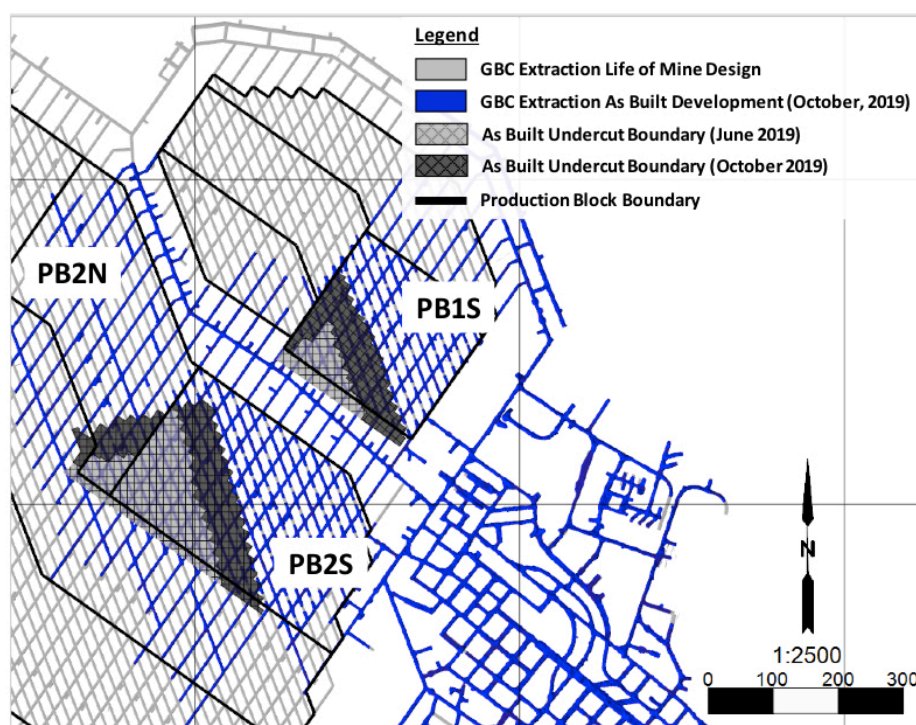 Legend
GBC Extraction Life of Mine Design
GBC Extraction As Built Development (October, 2019)
As Built Undercut Boundary (June 2019)
As Built Undercut Boundary (October 2019)
Production Block Boundary
PB2N
PB1S
PB2S
N
1:2500
0 100 200 300